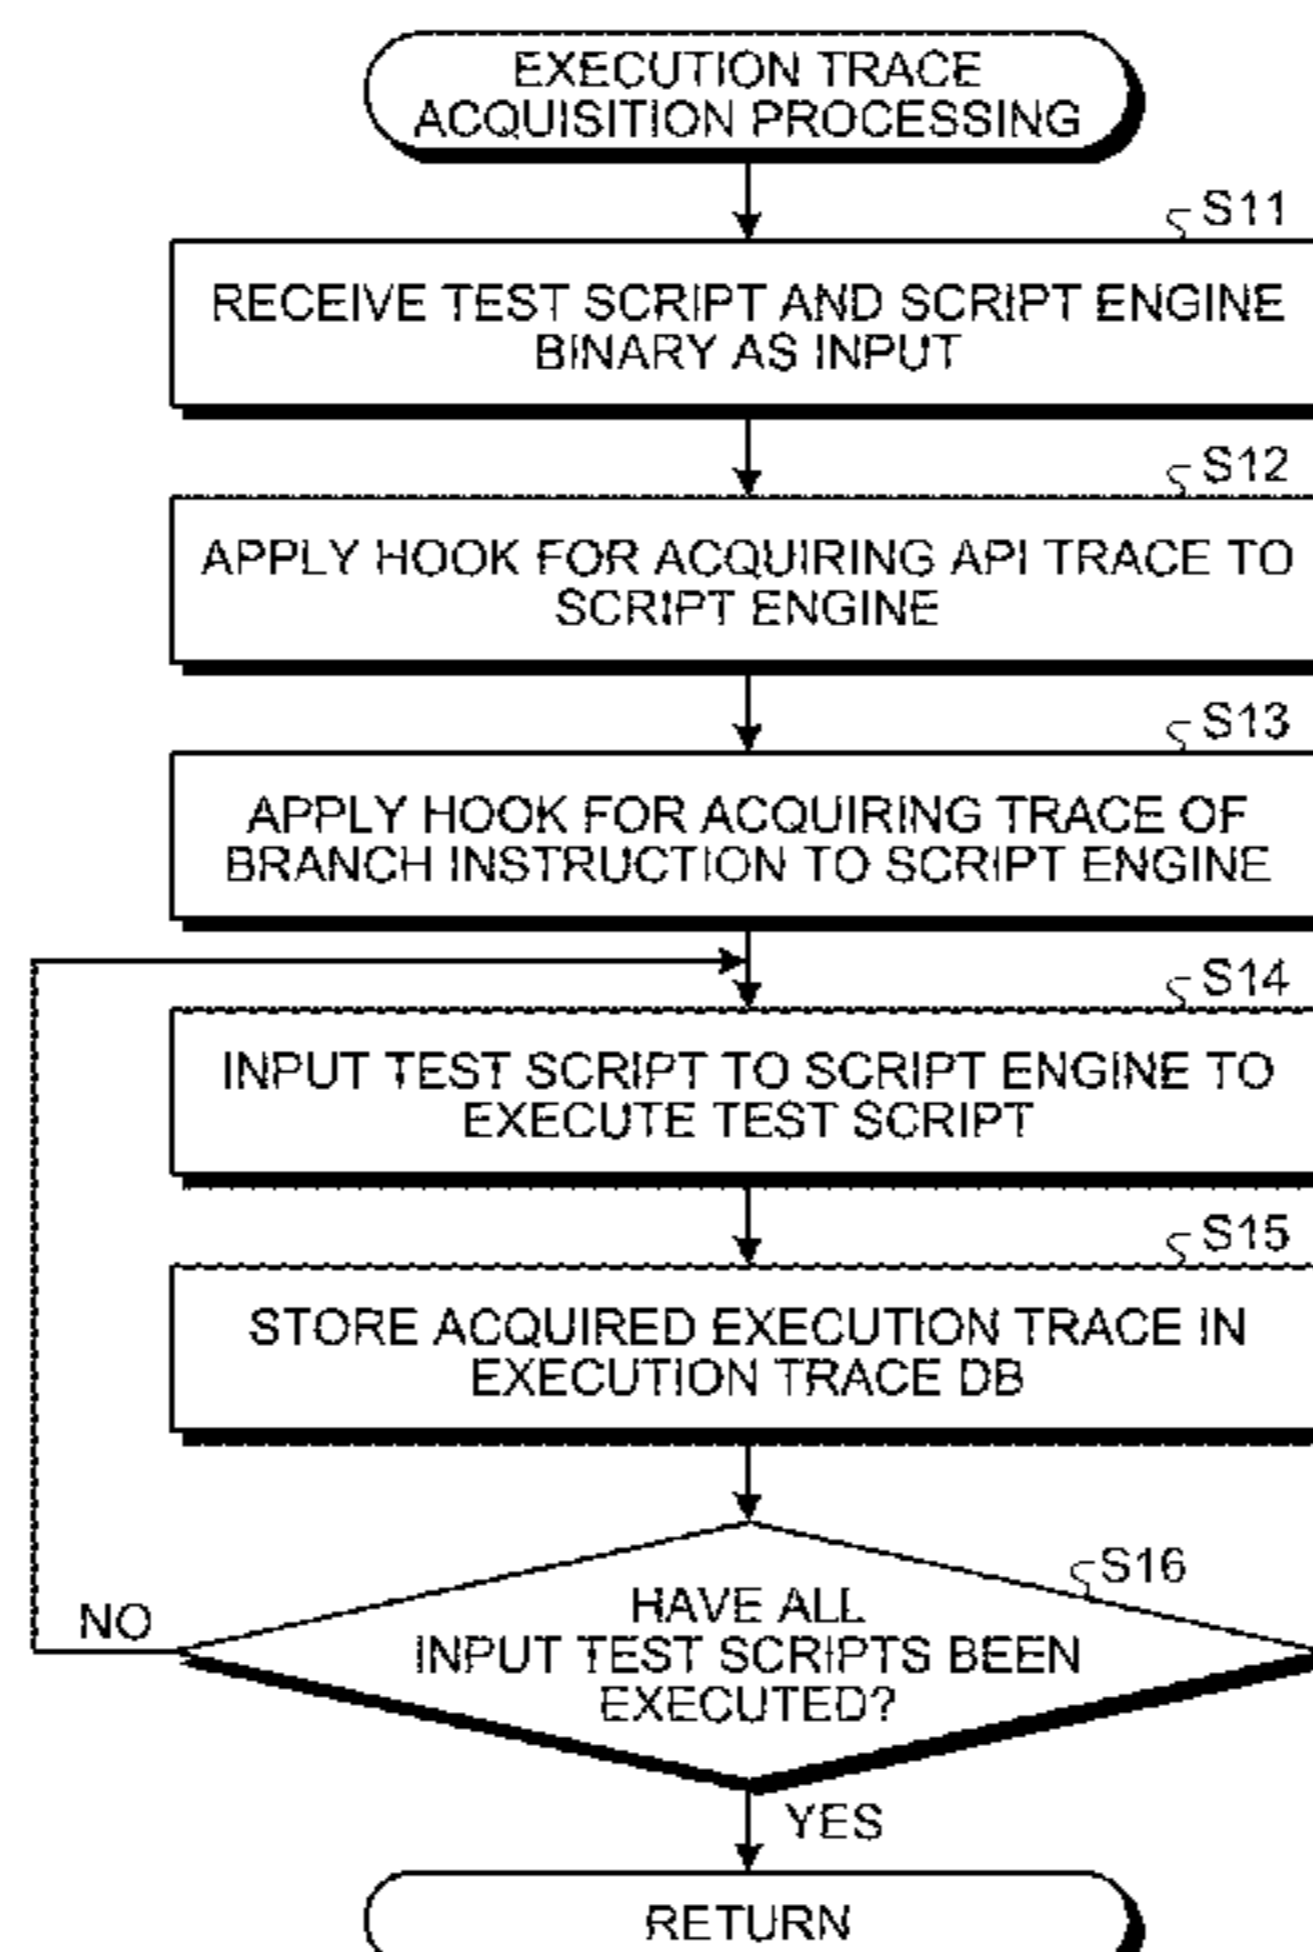 EXECUTION TRACE
ACQUISITION PROCESSING
S11
RECEIVE TEST SCRIPT AND SCRIPT ENGINE
BINARY AS INPUT
S12
APPLY HOOK FOR ACQUIRING API TRACE TO
SCRIPT ENGINE
S13
APPLY HOOK FOR ACQUIRING TRACE OF
BRANCH INSTRUCTION TO SCRIPT ENGINE
S14
INPUT TEST SCRIPT TO SCRIPT ENGINE TO
EXECUTE TEST SCRIPT
S15
STORE ACQUIRED EXECUTION TRACE IN
EXECUTION TRACE DB
S16
HAVE ALL
INPUT TEST SCRIPTS BEEN
EXECUTED?
NO
YES
RETURN